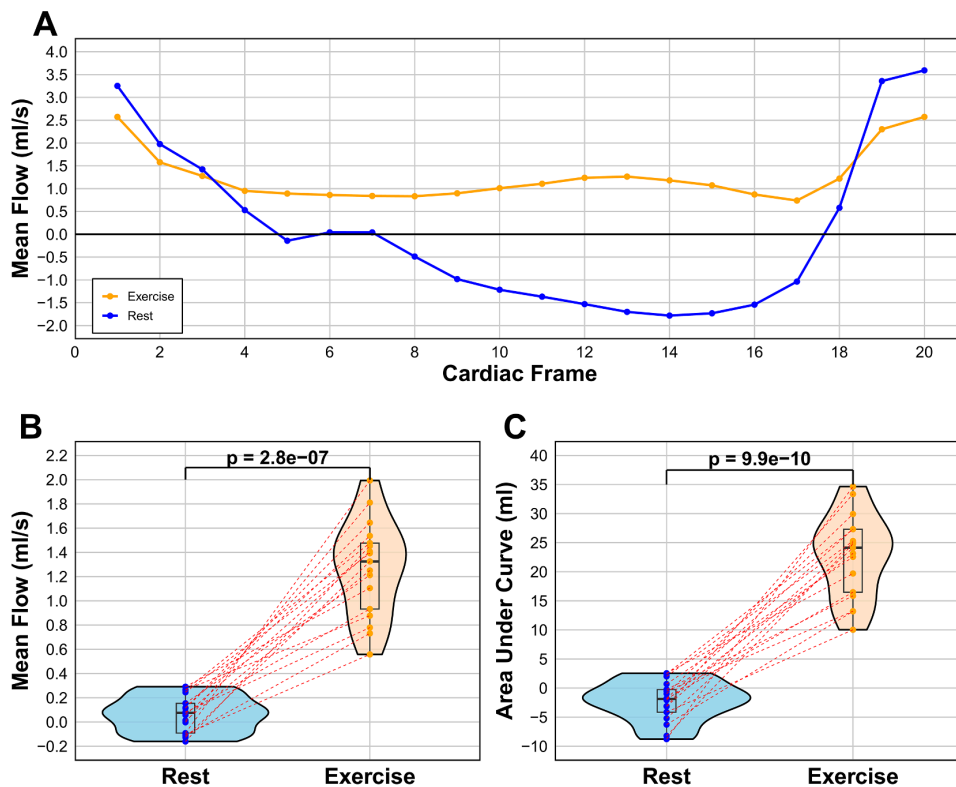 A
Mean Flow (ml/s)
4.0
3.5
3.0
2.5
2.0
1.5
1.0
0.5
0.0
−0.5
−1.0
−1.5
−2.0
Exercise
Rest
0 2 4 6 8 10 12 14 16 18 20
Cardiac Frame
B
Mean Flow (ml/s)
2.2
2.0
1.8
1.6
1.4
1.2
1.0
0.8
0.6
0.4
0.2
0.0
−0.2
p = 2.8e−07
Rest Exercise
C
Area Under Curve (ml)
40
35
30
25
20
15
10
5
0
−5
−10
p = 9.9e−10
Rest Exercise